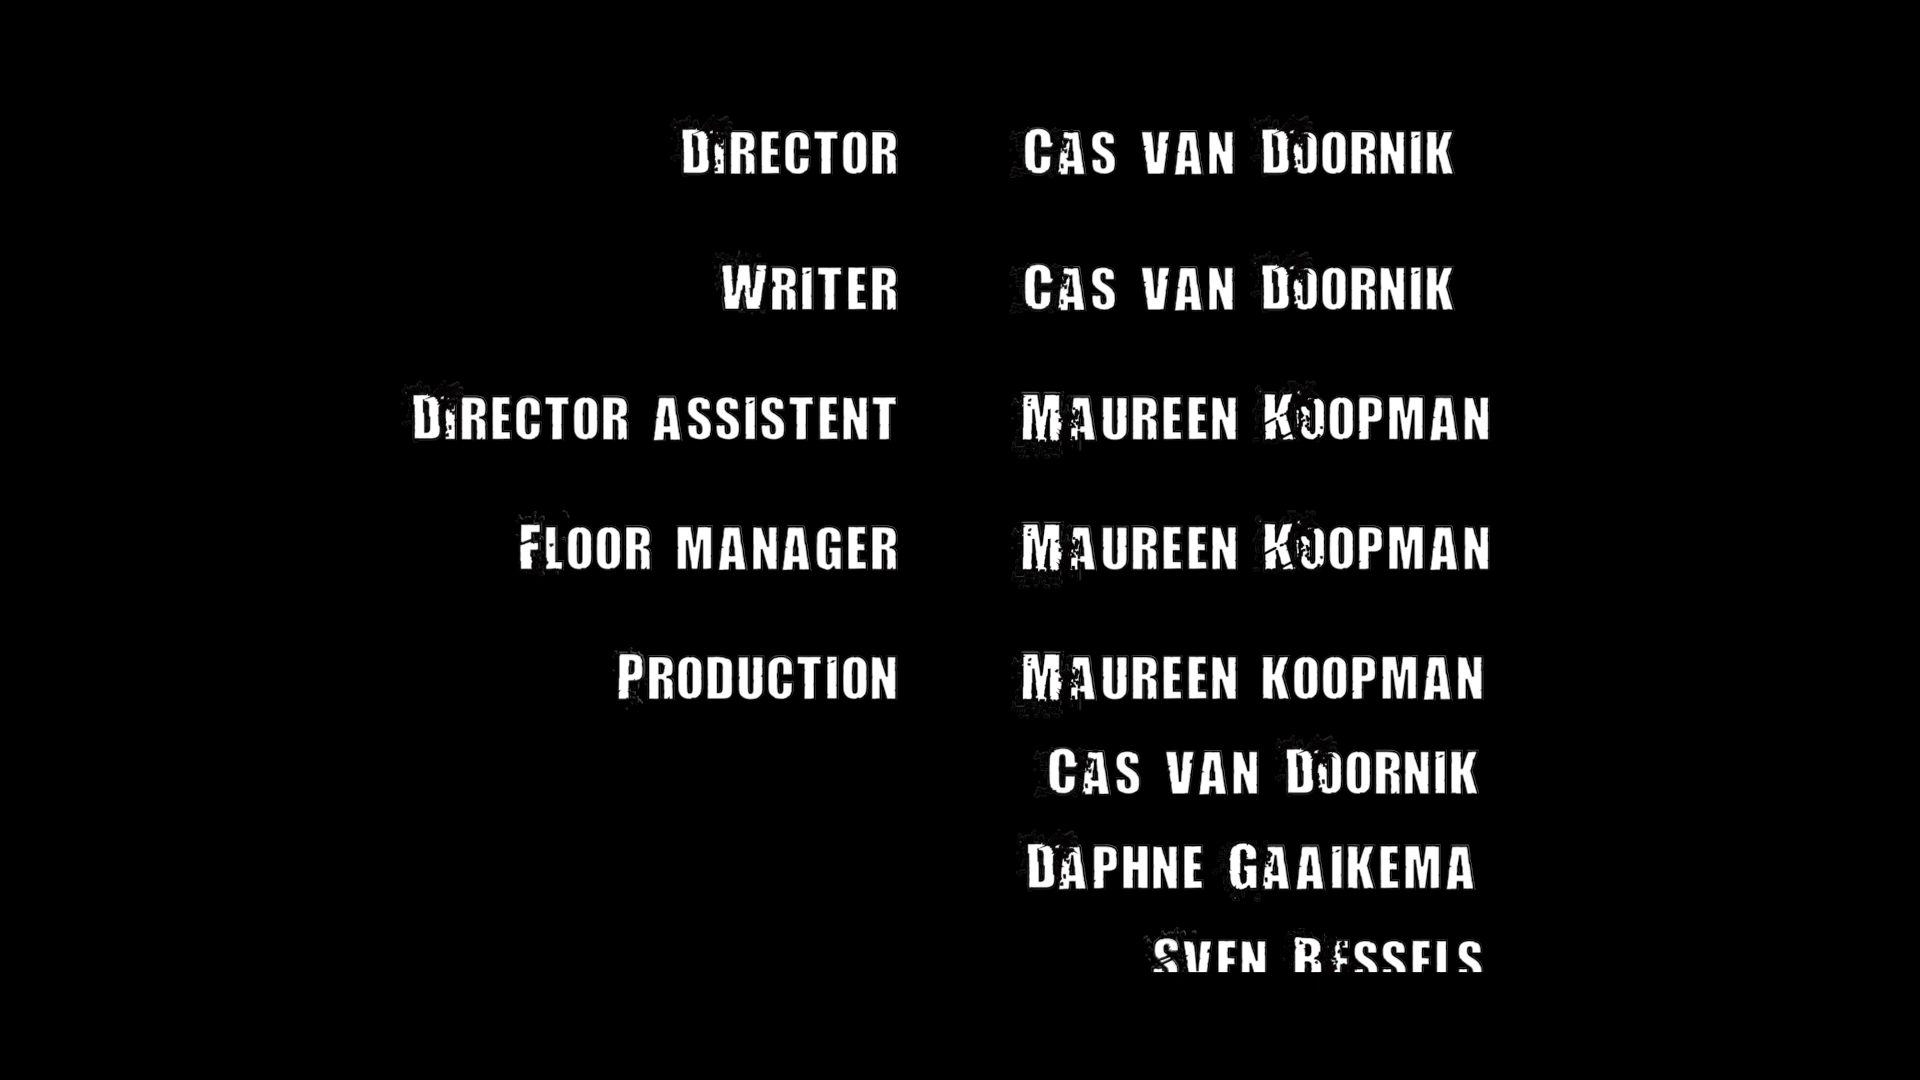 Director Cas van Doornik
Writer Cas van Doornik
Director assistent Maureen Koopman
Floor manager Maureen Koopman
Production Maureen koopman
Cas van Doornik
Daphne Gaaikema
Sven Bessels